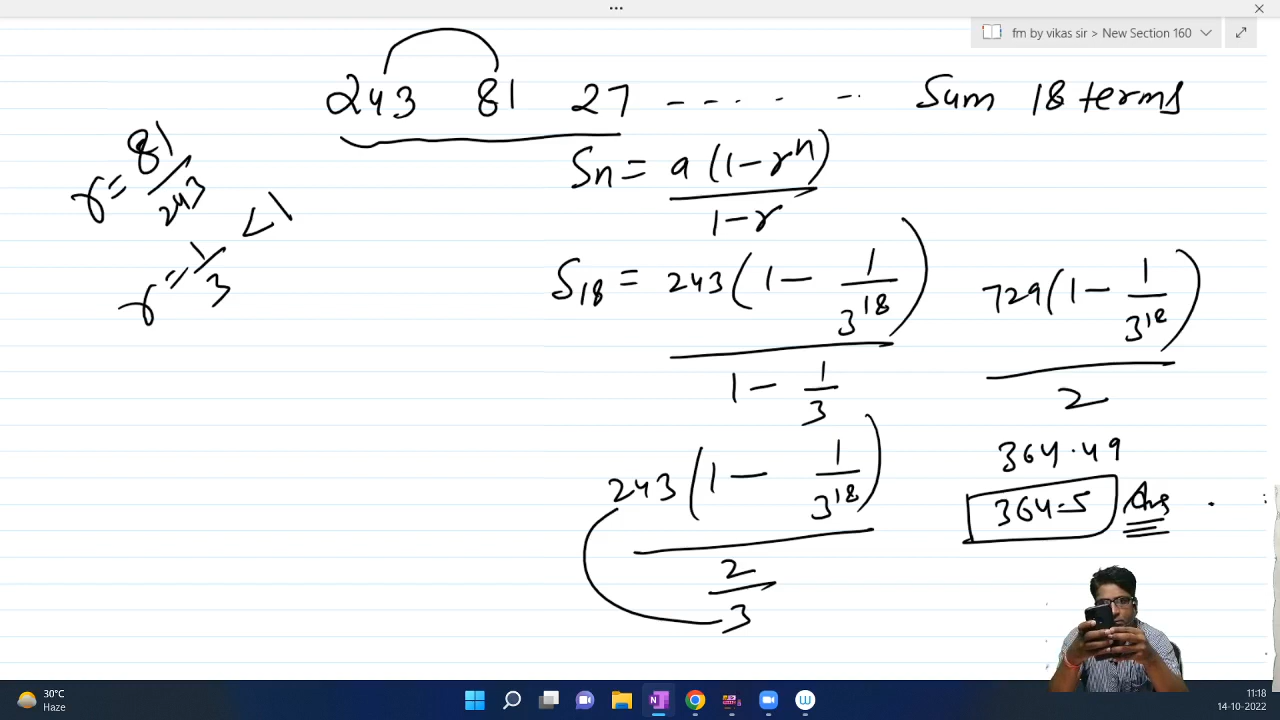 ...
fm by vikas sir > New Section 160
243 81 27 - - - - - - Sum 18 terms
r = 81/243
r = 1/3 < 1
Sn = a (1 - r^n) / 1 - r
S18 = 243 (1 - 1/3^18) / 1 - 1/3
243 (1 - 1/3^18) / 2/3
729 (1 - 1/3^18) / 2
364.49
364.5 Ans .
30°C
Haze
11:18
14-10-2022